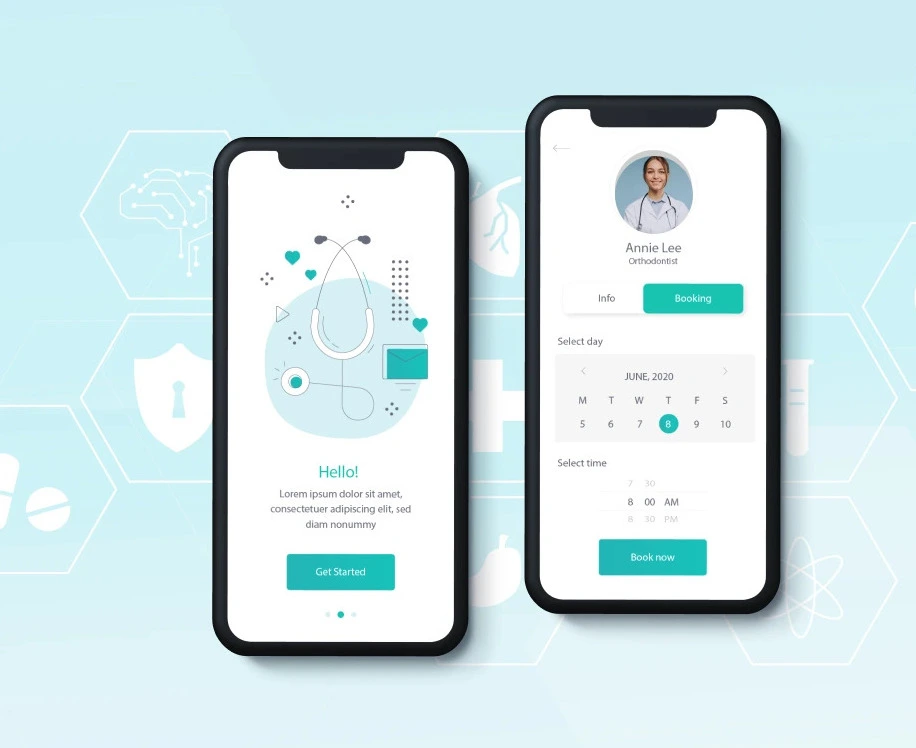 Hello!
Lorem ipsum dolor sit amet,
consectetuer adipiscing elit, sed
diam nonummy
Get Started
Annie Lee
Orthodontist
Info Booking
Select day
JUNE, 2020
M T W T F S
5 6 7 8 9 10
Select time
7 30
8 00 AM
8 30 PM
Book now